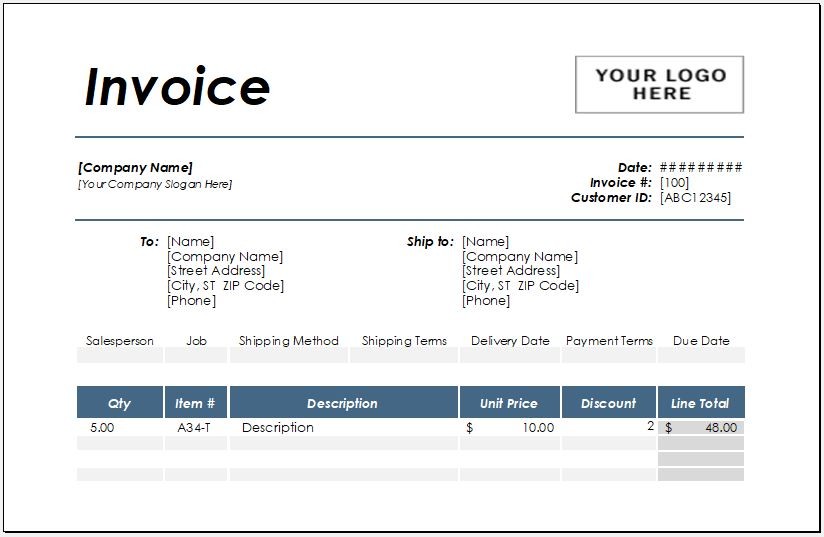 Invoice
YOUR LOGO
HERE
[Company Name]
[Your Company Slogan Here]
Date: #########
Invoice #: [100]
Customer ID: [ABC12345]
To: [Name]
[Company Name]
[Street Address]
[City, ST  ZIP Code]
[Phone]
Ship to: [Name]
[Company Name]
[Street Address]
[City, ST  ZIP Code]
[Phone]
Salesperson Job Shipping Method Shipping Terms Delivery Date Payment Terms Due Date
Qty Item # Description Unit Price Discount Line Total
5.00 A34-T Description $ 10.00 2 $ 48.00